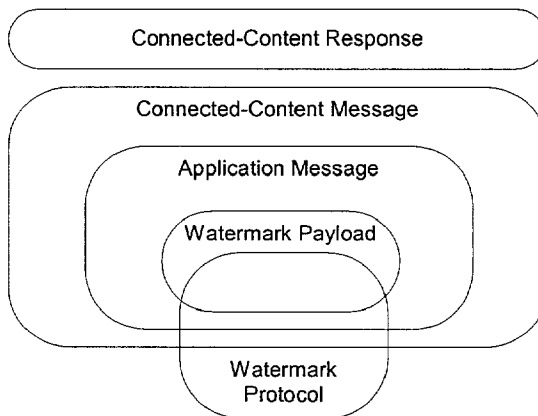 Connected-Content Response
Connected-Content Message
Application Message
Watermark Payload
Watermark
Protocol